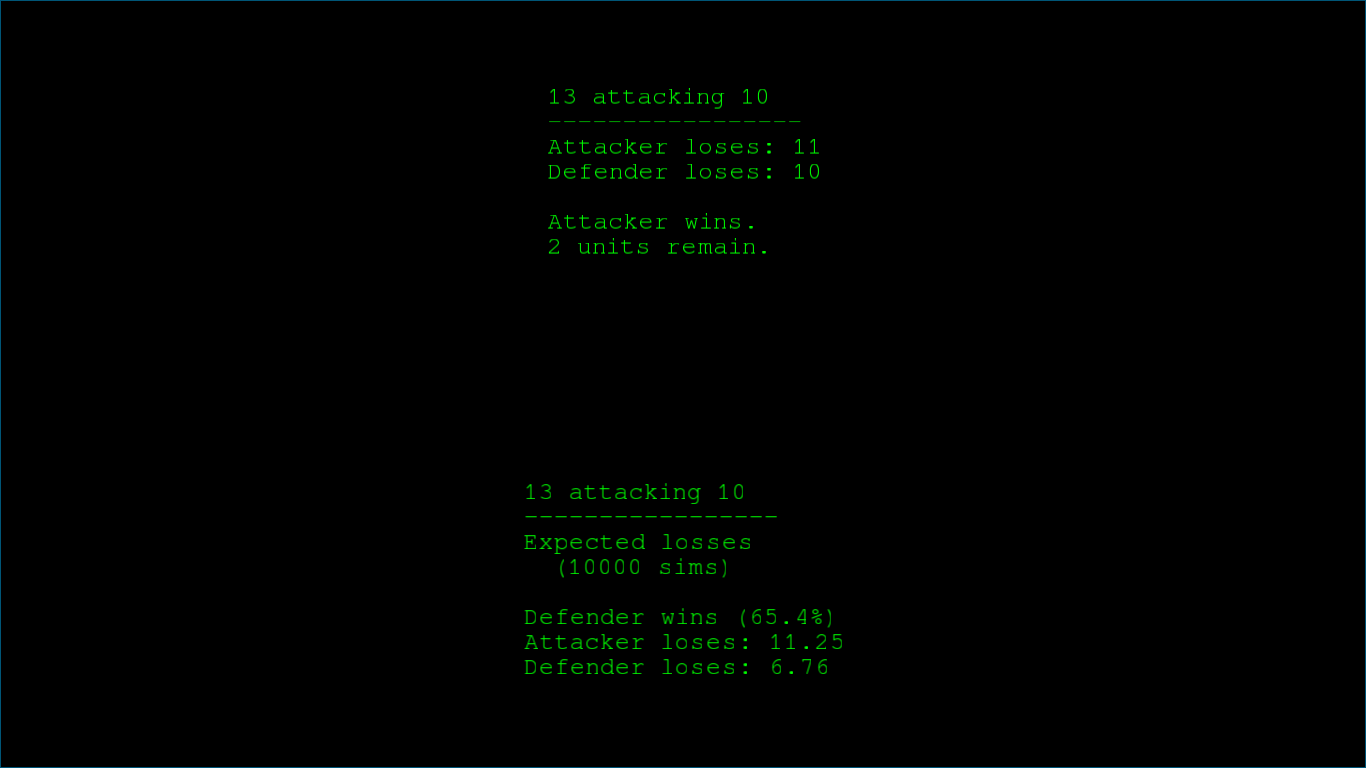 13 attacking 10
-----------------
Attacker loses: 11
Defender loses: 10
Attacker wins.
2 units remain.
13 attacking 10
-----------------
Expected losses
(10000 sims)
Defender wins (65.4%)
Attacker loses: 11.25
Defender loses: 6.76